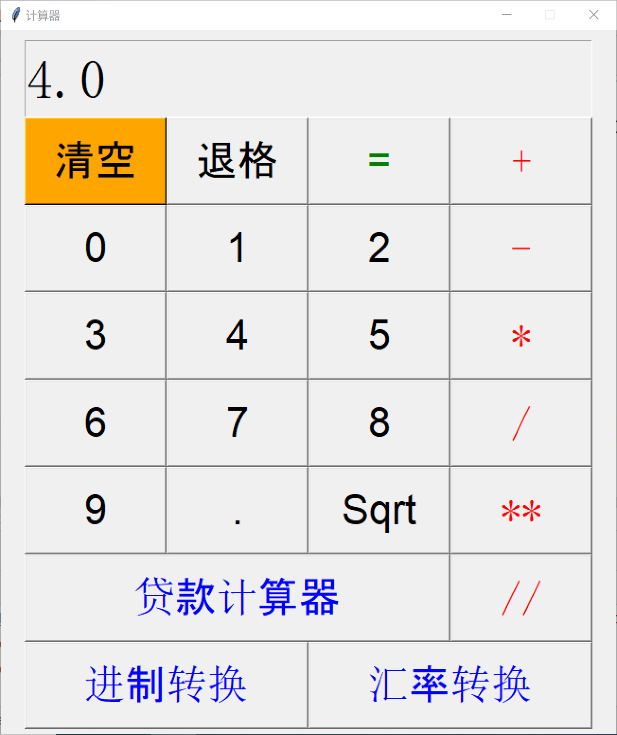 计算器
4.0
清空 退格 = +
0 1 2 -
3 4 5 *
6 7 8 /
9 . Sqrt **
贷款计算器 //
进制转换 汇率转换